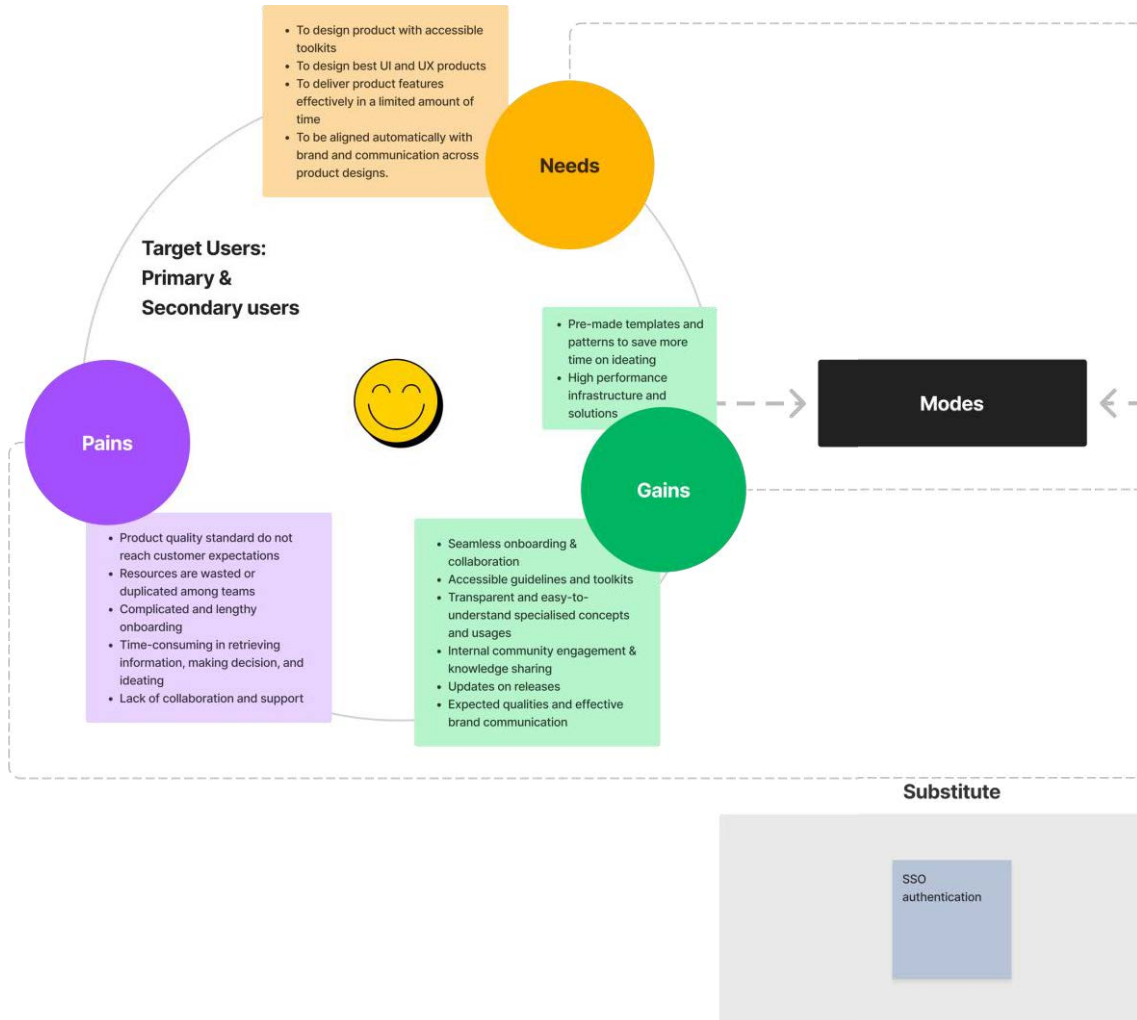 • To design product with accessible
toolkits
• To design best UI and UX products
• To deliver product features
effectively in a limited amount of
time
• To be aligned automatically with
brand and communication across
product designs.
Needs
Target Users:
Primary &
Secondary users
• Pre-made templates and
patterns to save more
time on ideating
• High performance
infrastructure and
solutions
Modes
Pains
Gains
• Product quality standard do not
reach customer expectations
• Resources are wasted or
duplicated among teams
• Complicated and lengthy
onboarding
• Time-consuming in retrieving
information, making decision, and
ideating
• Lack of collaboration and support
• Seamless onboarding &
collaboration
• Accessible guidelines and toolkits
• Transparent and easy-to-
understand specialised concepts
and usages
• Internal community engagement &
knowledge sharing
• Updates on releases
• Expected qualities and effective
brand communication
Substitute
SSO
authentication